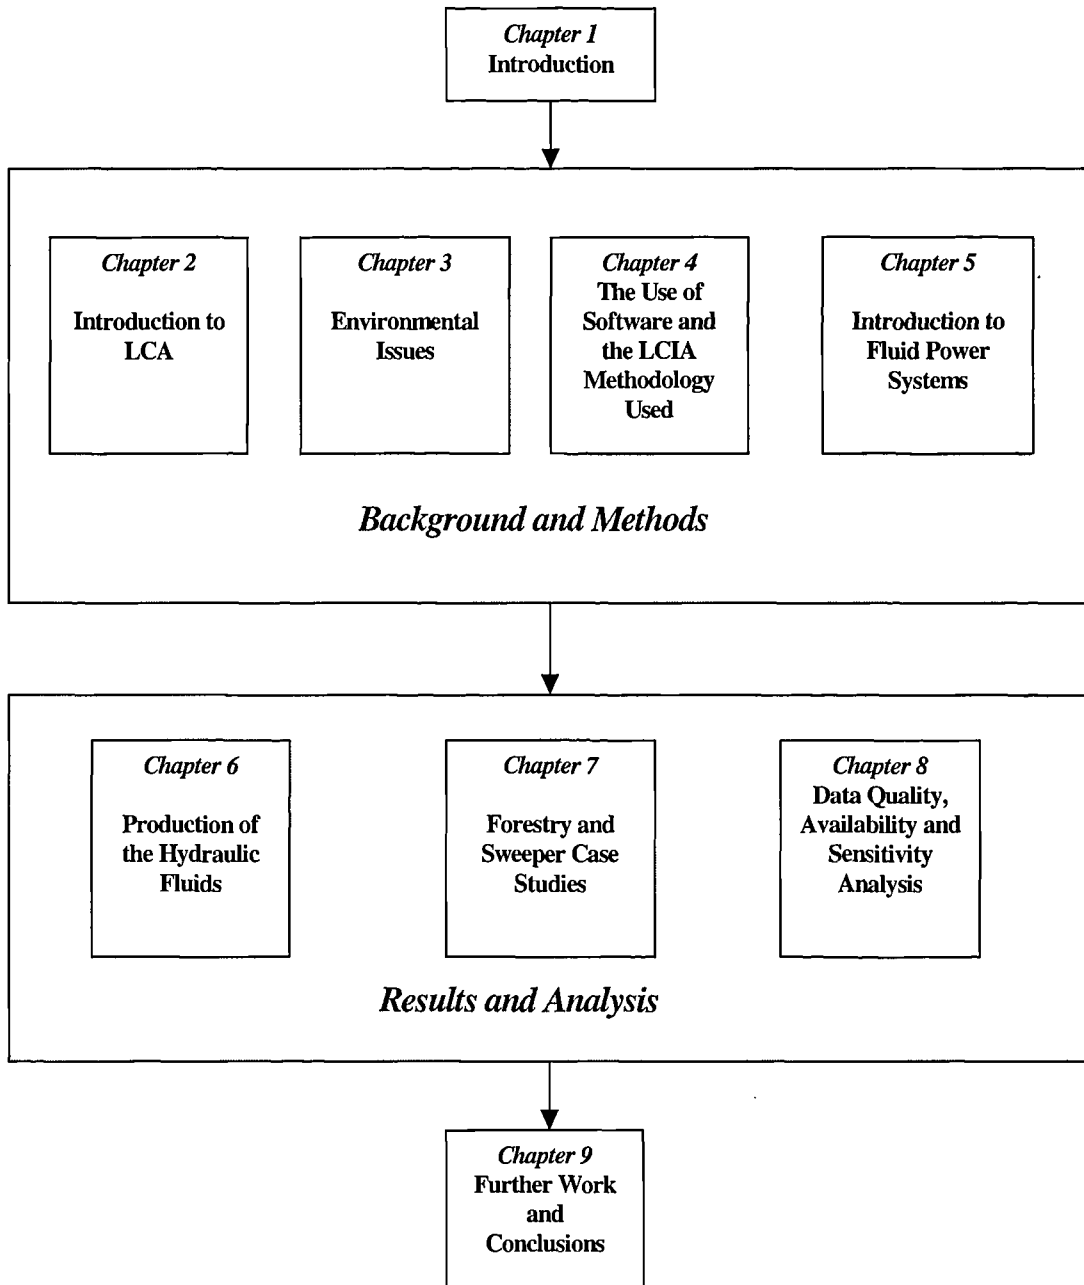 Chapter 1
Introduction
Chapter 2
Introduction to
LCA
Chapter 3
Environmental
Issues
Chapter 4
The Use of
Software and
the LCIA
Methodology
Used
Chapter 5
Introduction to
Fluid Power
Systems
Background and Methods
Chapter 6
Production of
the Hydraulic
Fluids
Chapter 7
Forestry and
Sweeper Case
Studies
Chapter 8
Data Quality,
Availability and
Sensitivity
Analysis
Results and Analysis
Chapter 9
Further Work
and
Conclusions